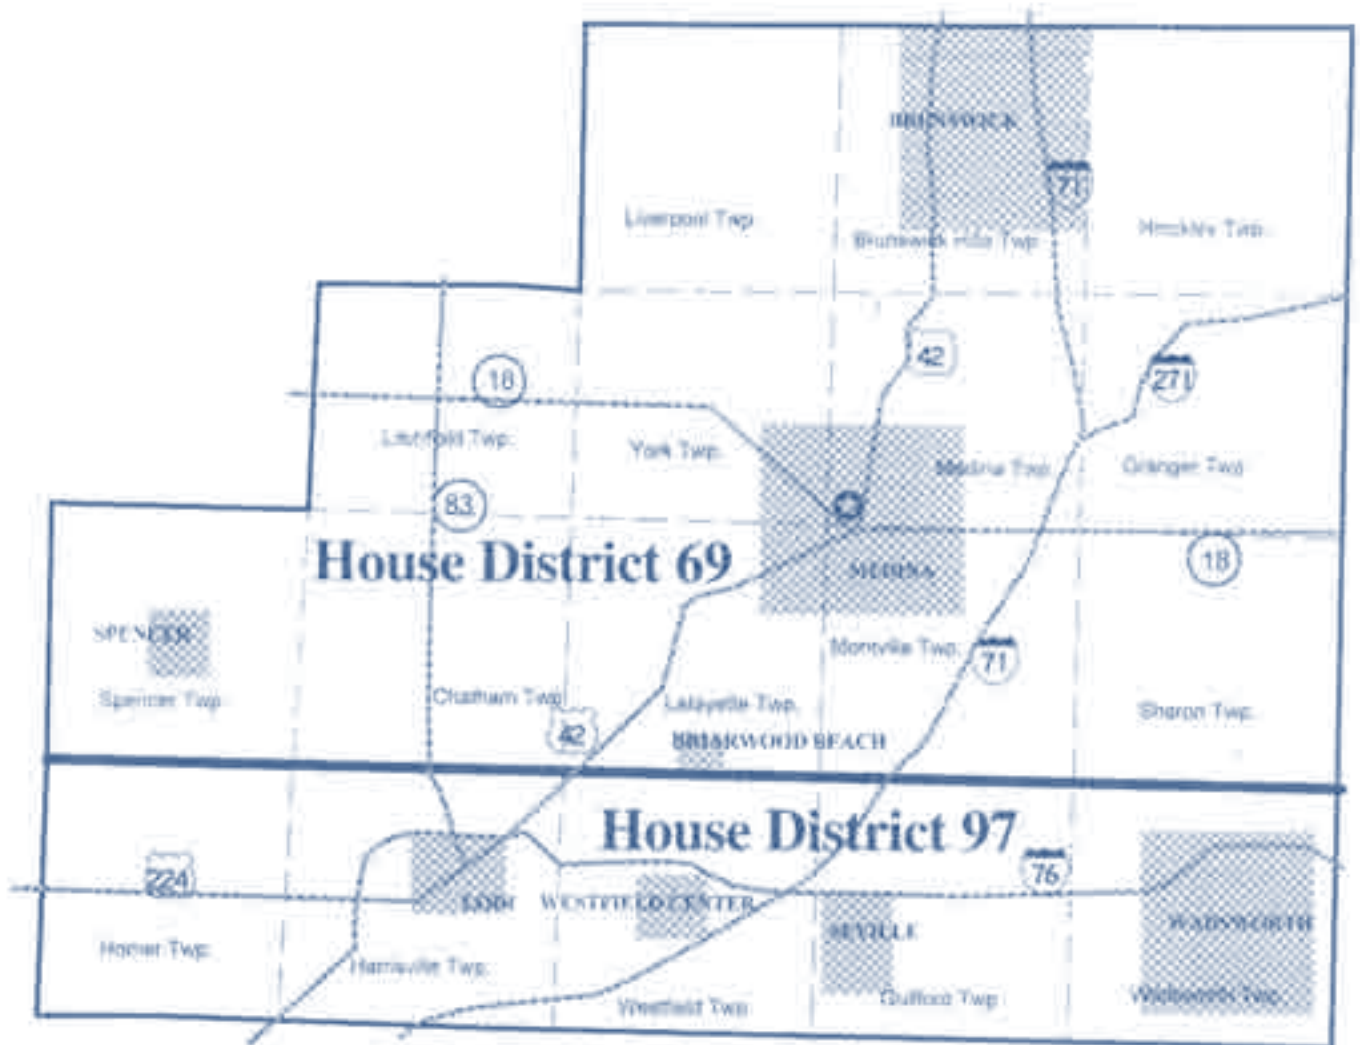 BRUNSWICK
71
Liverpool Twp.
Brunswick Hills Twp.
Hinckley Twp.
42
18
271
Litchfield Twp.
York Twp.
Medina Twp.
Granger Twp.
83
House District 69
18
MEDINA
SPENCER
Montville Twp.
71
Spencer Twp.
Chatham Twp.
Lafayette Twp.
Sharon Twp.
42
BRIARWOOD BEACH
House District 97
224
76
LODI
WESTFIELD CENTER
SEVILLE
WADSWORTH
Homer Twp.
Harrisville Twp.
Westfield Twp.
Guilford Twp.
Wadsworth Twp.